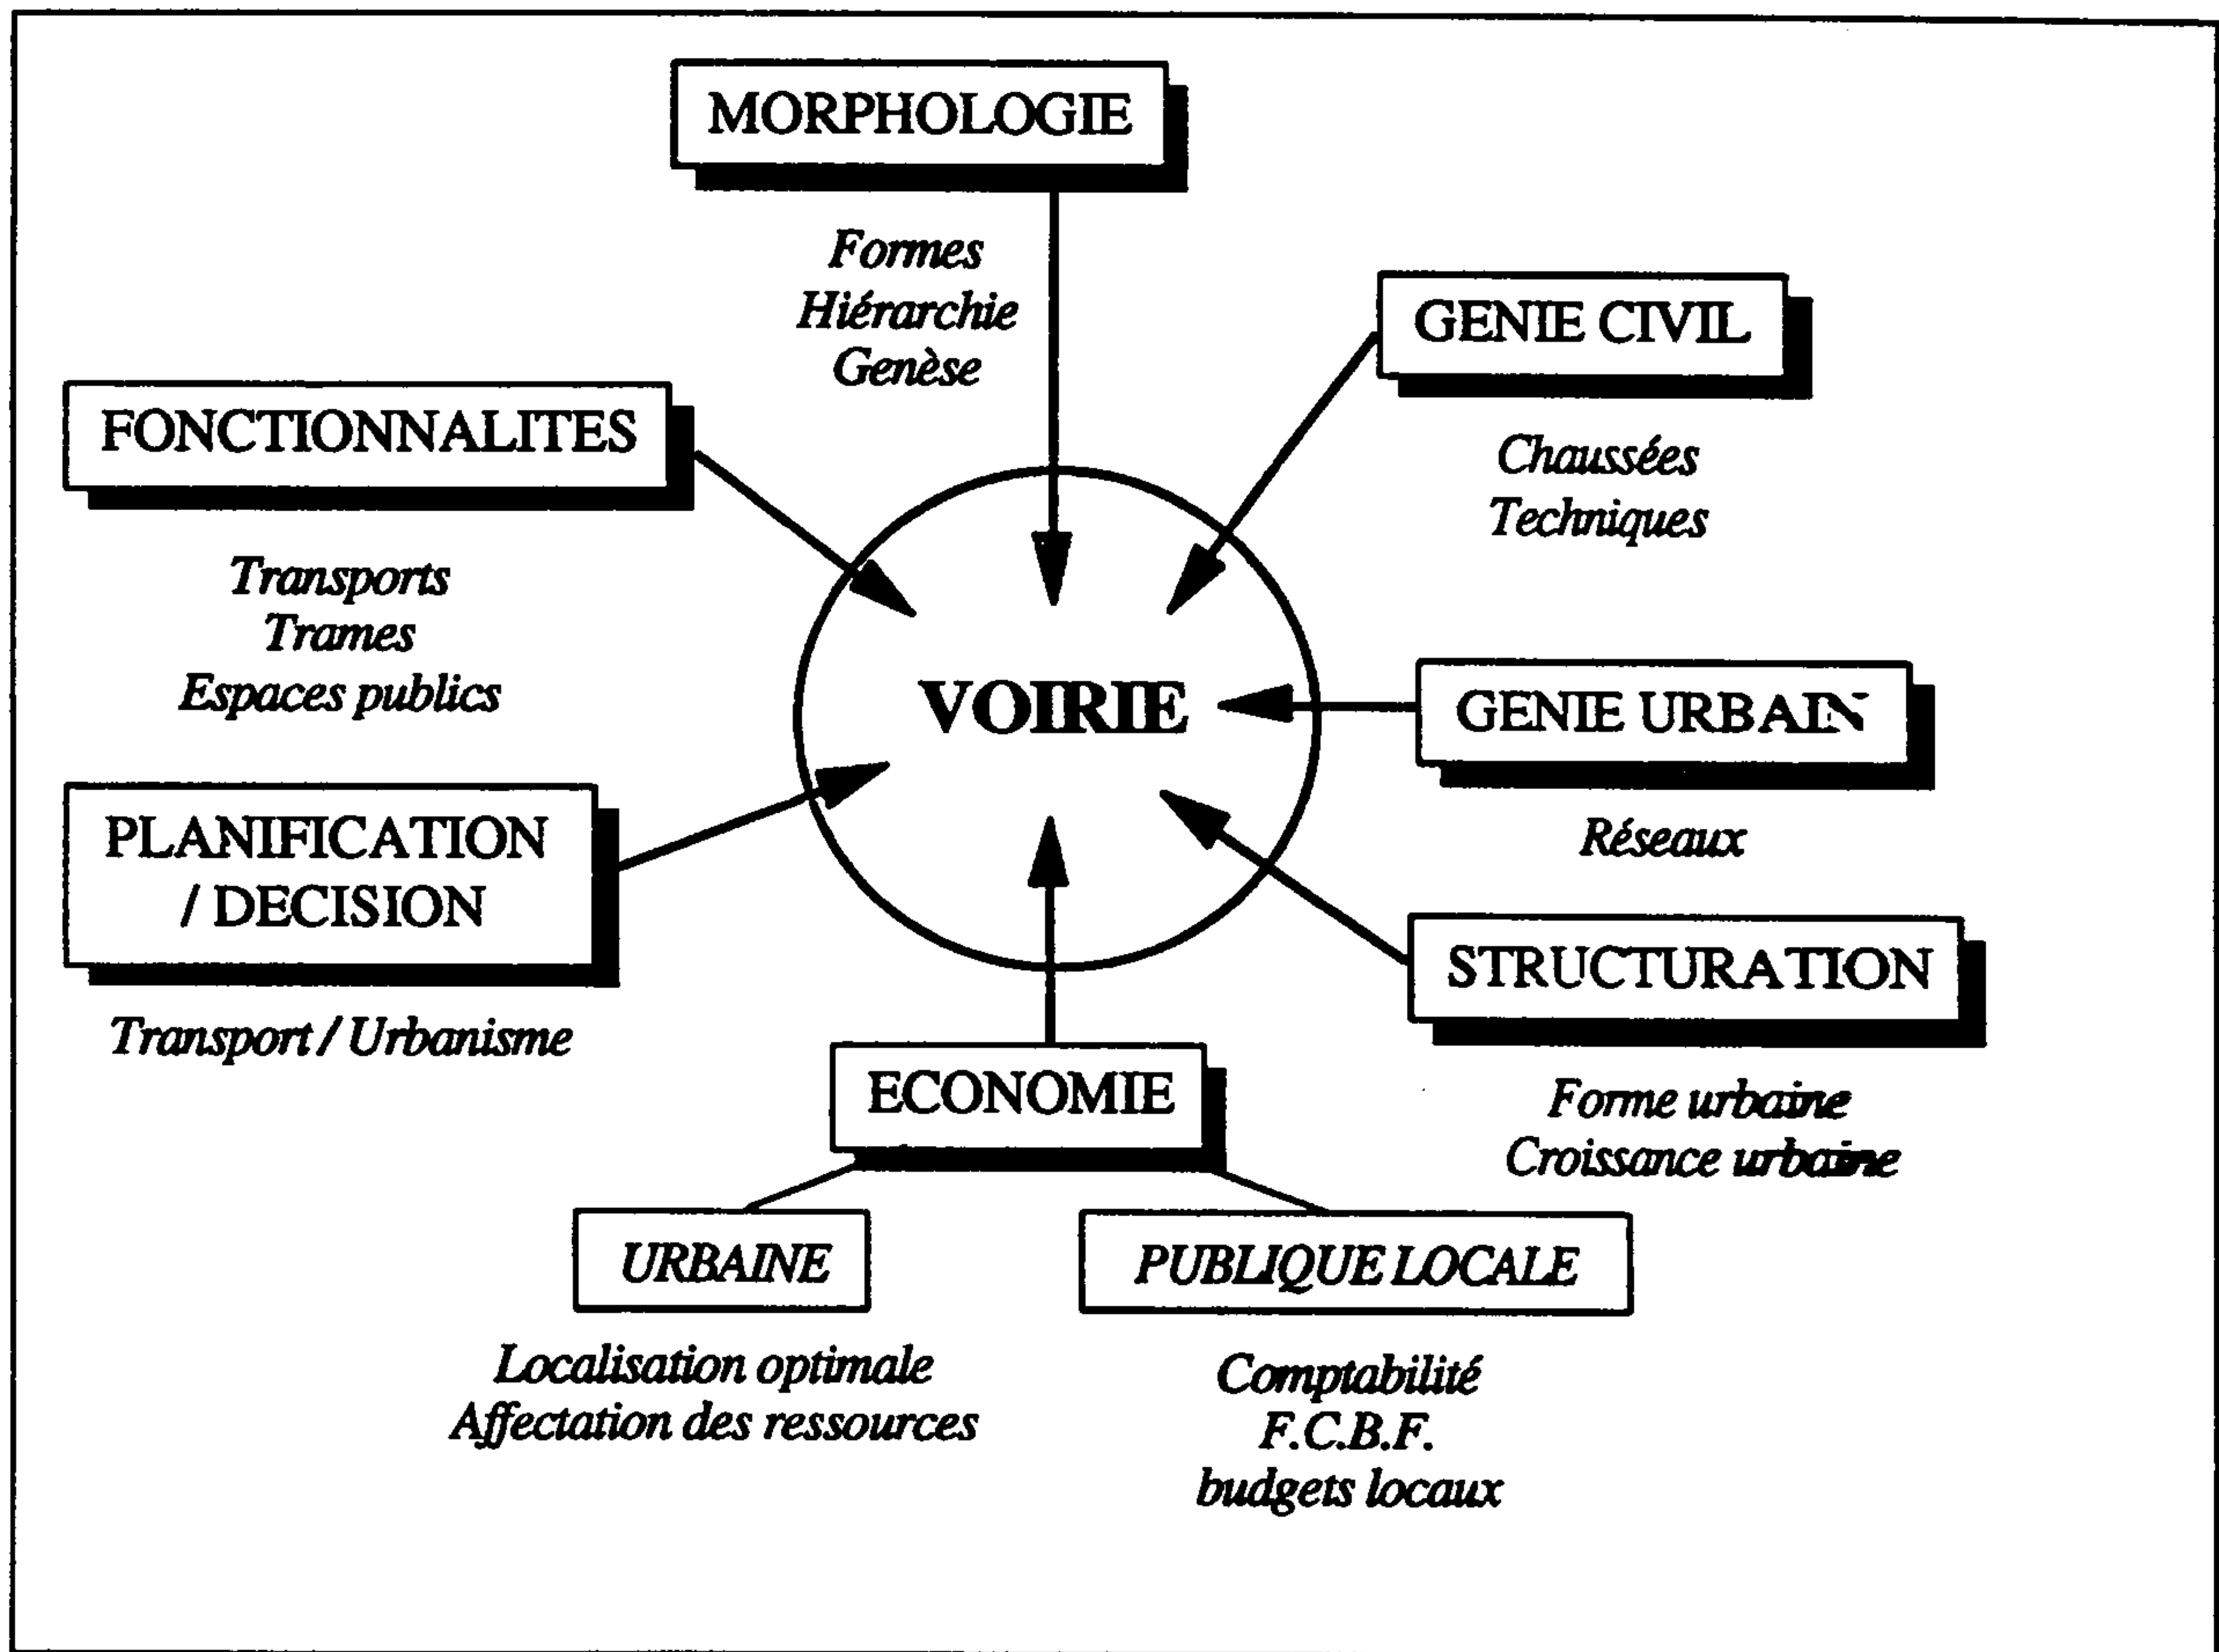 MORPHOLOGIE
Formes
Hiérarchie
Genèse
GENIE CIVIL
Chaussées
Techniques
FONCTIONNALITES
Transports
Trames
Espaces publics
VOIRIE
GENIE URBAIN
Réseaux
PLANIFICATION
/ DECISION
Transport / Urbanisme
STRUCTURATION
Forme urbaine
Croissance urbaine
ECONOMIE
URBAINE
Localisation optimale
Affectation des ressources
PUBLIQUE LOCALE
Comptabilité
F.C.B.F.
budgets locaux